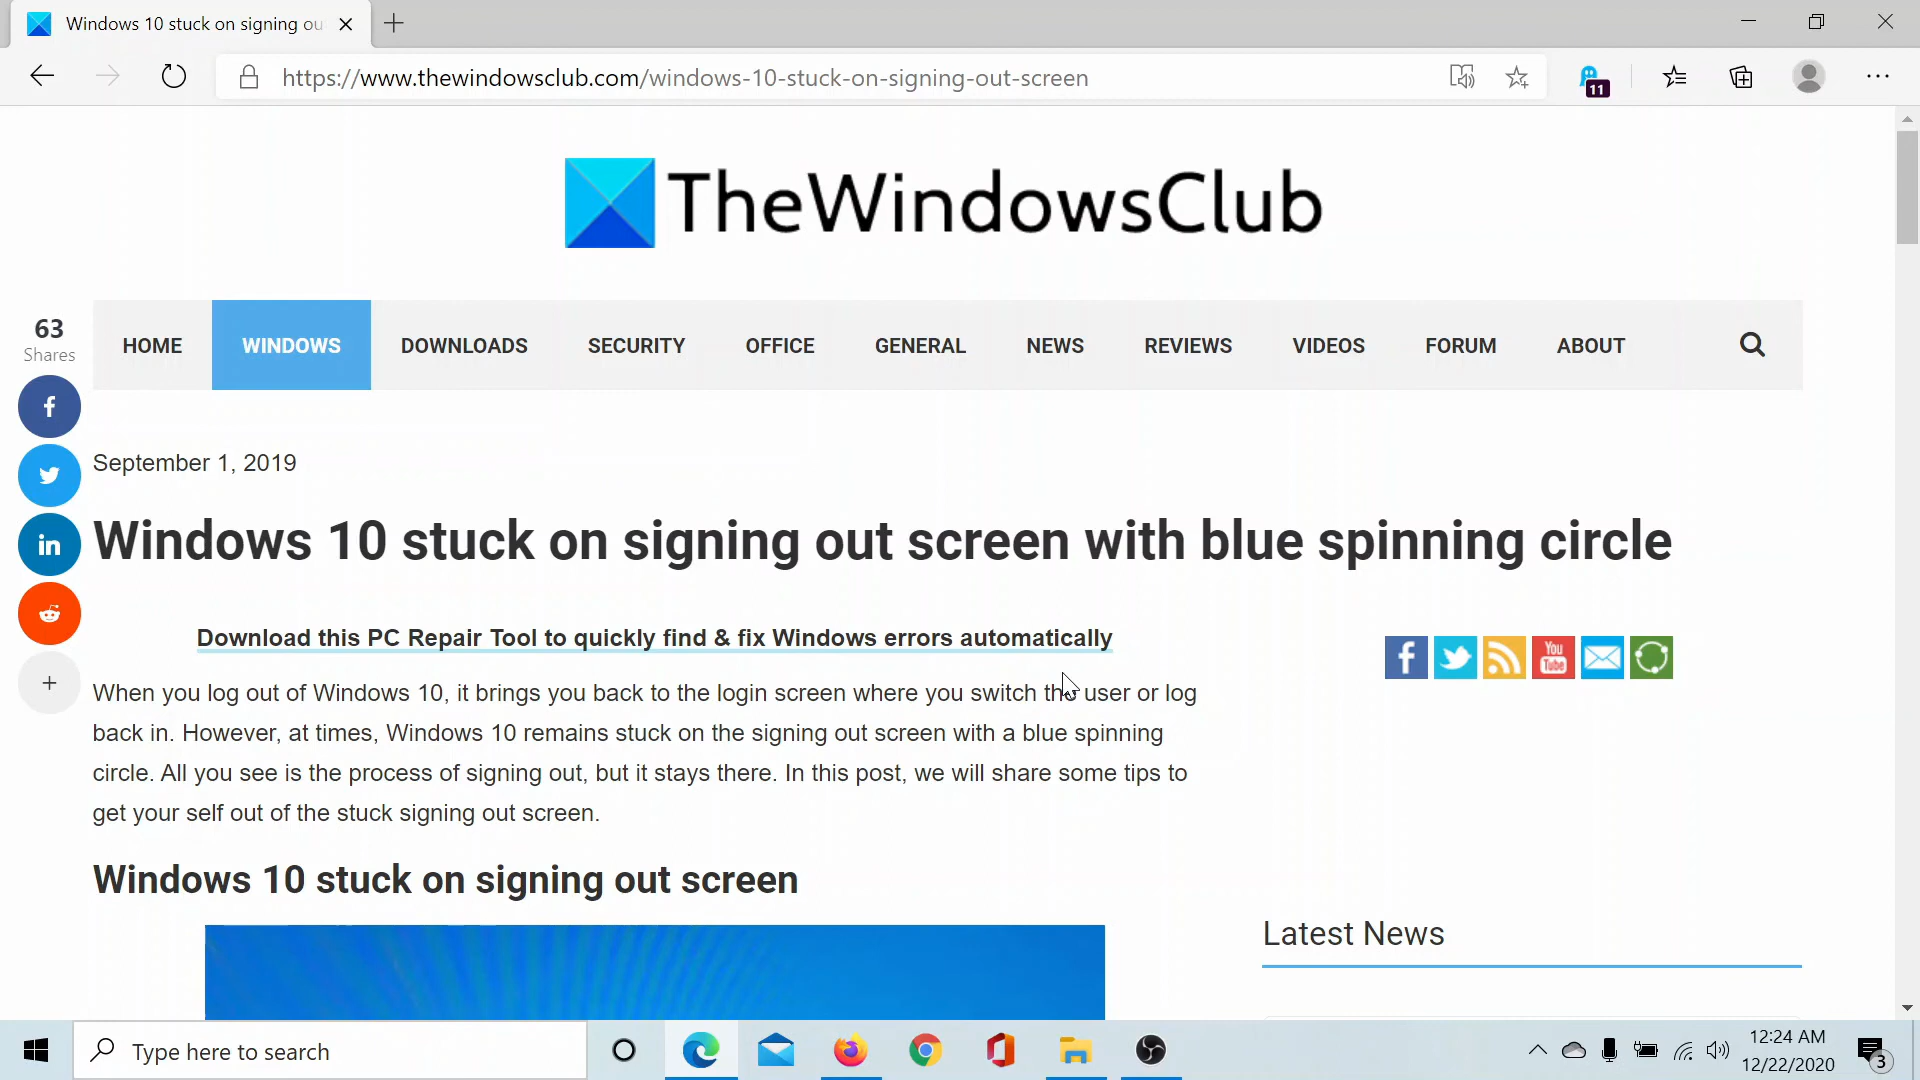 Windows 10 stuck on signing ou
https://www.thewindowsclub.com/windows-10-stuck-on-signing-out-screen
11
TheWindowsClub
HOME
WINDOWS
DOWNLOADS
SECURITY
OFFICE
GENERAL
NEWS
REVIEWS
VIDEOS
FORUM
ABOUT
63
Shares
September 1, 2019
Windows 10 stuck on signing out screen with blue spinning circle
Download this PC Repair Tool to quickly find & fix Windows errors automatically
When you log out of Windows 10, it brings you back to the login screen where you switch the user or log
back in. However, at times, Windows 10 remains stuck on the signing out screen with a blue spinning
circle. All you see is the process of signing out, but it stays there. In this post, we will share some tips to
get your self out of the stuck signing out screen.
You
Tube
Windows 10 stuck on signing out screen
Latest News
Type here to search
12:24 AM
12/22/2020
3